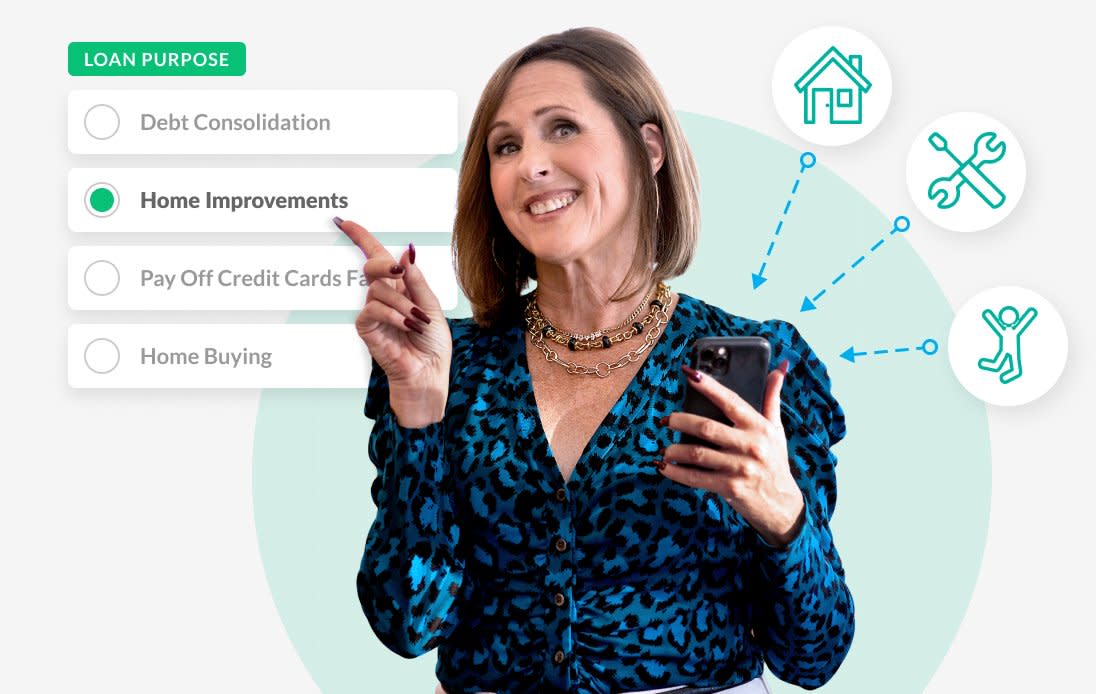 LOAN PURPOSE
Debt Consolidation
Home Improvements
Pay Off Credit Cards
Home Buying